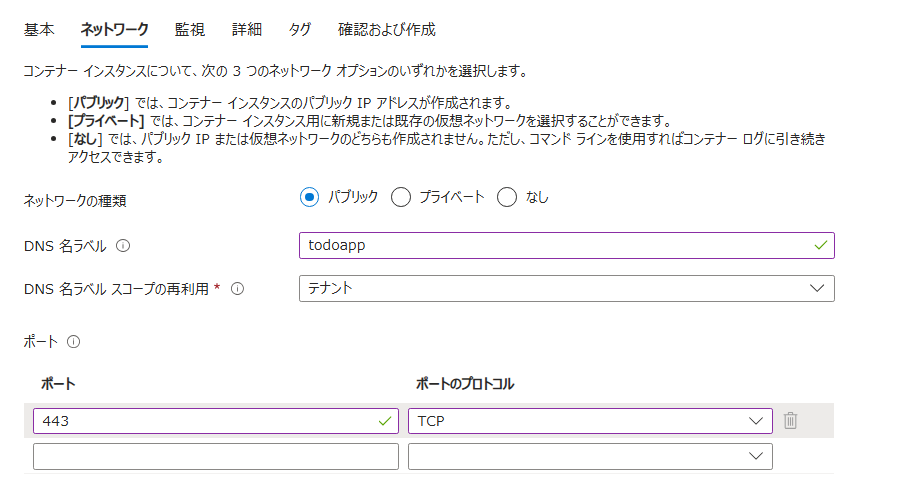 基本 ネットワーク 監視 詳細 タグ 確認および作成
コンテナー インスタンスについて、次の 3 つのネットワーク オプションのいずれかを選択します。
• [パブリック] では、コンテナー インスタンスのパブリック IP アドレスが作成されます。
• [プライベート] では、コンテナー インスタンス用に新規または既存の仮想ネットワークを選択することができます。
• [なし] では、パブリック IP または仮想ネットワークのどちらも作成されません。ただし、コマンド ラインを使用すればコンテナー ログに引き続き
アクセスできます。
ネットワークの種類 パブリック プライベート なし
DNS 名ラベル todoapp
DNS 名ラベル スコープの再利用 * テナント
ポート
ポート ポートのプロトコル
443 TCP